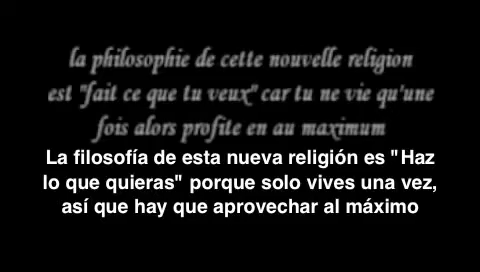 la philosophie de cette nouvelle religion
est "fait ce que tu veux" car tu ne vie qu'une
fois alors profite en au maximum
La filosofía de esta nueva religión es "Haz
lo que quieras" porque solo vives una vez,
así que hay que aprovechar al máximo